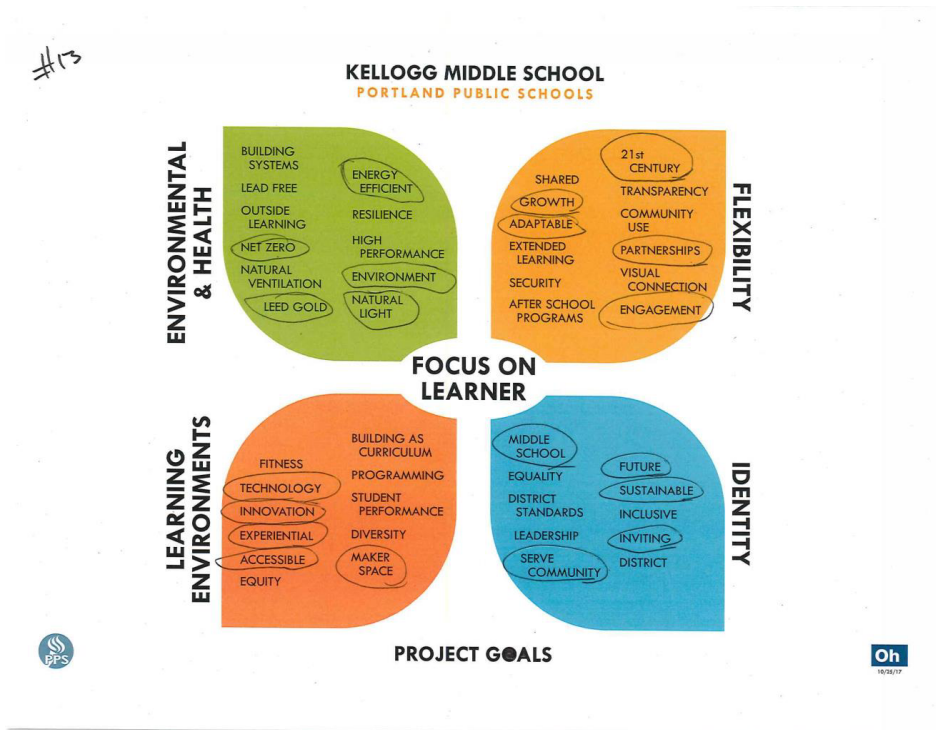 #13
KELLOGG MIDDLE SCHOOL
PORTLAND PUBLIC SCHOOLS
ENVIRONMENTAL
& HEALTH
BUILDING
SYSTEMS
LEAD FREE
OUTSIDE
LEARNING
NET ZERO
NATURAL
VENTILATION
LEED GOLD
ENERGY
EFFICIENT
RESILIENCE
HIGH
PERFORMANCE
ENVIRONMENT
NATURAL
LIGHT
SHARED
GROWTH
ADAPTABLE
EXTENDED
LEARNING
SECURITY
AFTER SCHOOL
PROGRAMS
21st
CENTURY
TRANSPARENCY
COMMUNITY
USE
PARTNERSHIPS
VISUAL
CONNECTION
ENGAGEMENT
FLEXIBILITY
FOCUS ON
LEARNER
LEARNING
ENVIRONMENTS
FITNESS
TECHNOLOGY
INNOVATION
EXPERIENTIAL
ACCESSIBLE
EQUITY
BUILDING AS
CURRICULUM
PROGRAMMING
STUDENT
PERFORMANCE
DIVERSITY
MAKER
SPACE
MIDDLE
SCHOOL
EQUALITY
DISTRICT
STANDARDS
LEADERSHIP
SERVE
COMMUNITY
FUTURE
SUSTAINABLE
INCLUSIVE
INVITING
DISTRICT
IDENTITY
PPS
PROJECT GOALS
Oh
10/28/17